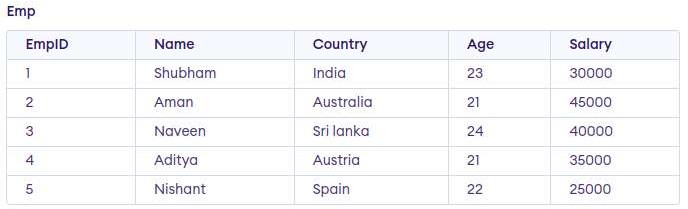 Emp
EmpID Name Country Age Salary
1 Shubham India 23 30000
2 Aman Australia 21 45000
3 Naveen Sri lanka 24 40000
4 Aditya Austria 21 35000
5 Nishant Spain 22 25000